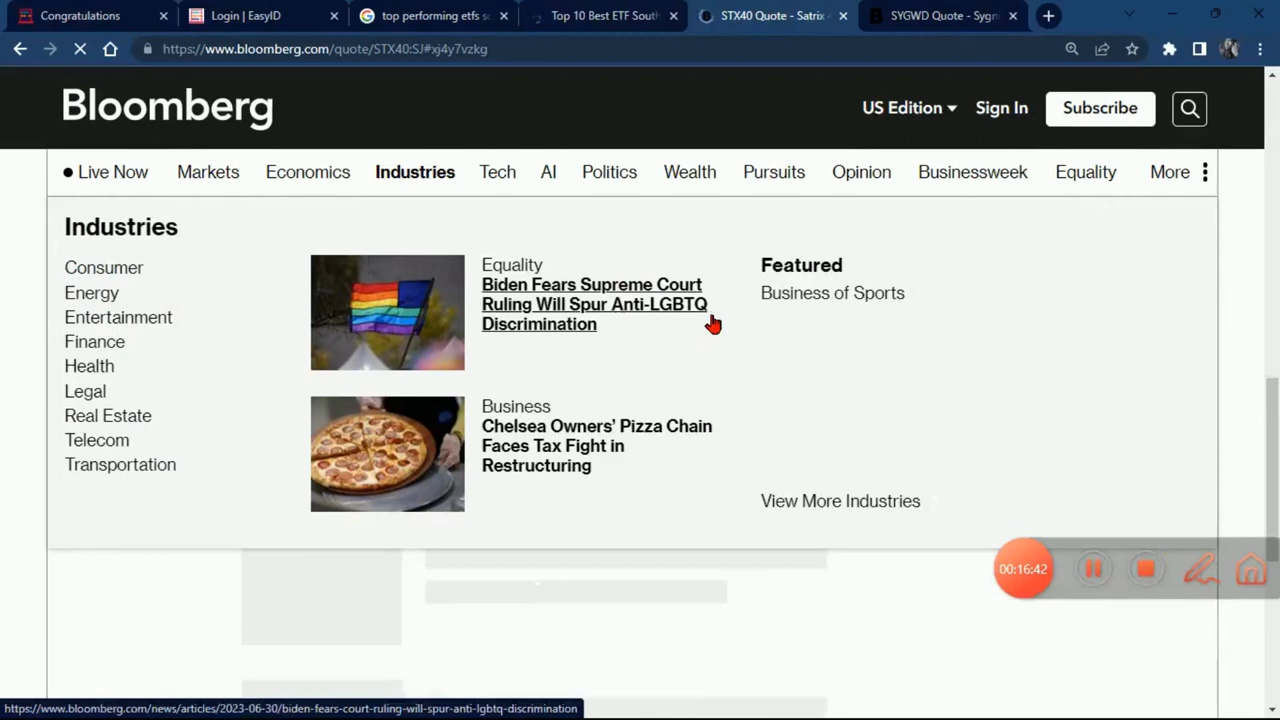 Congratulations
Login | EasyID
top performing etfs so
Top 10 Best ETF South
STX40 Quote - Satrix 4
SYGWD Quote - Sygn
https://www.bloomberg.com/quote/STX40:SJ#xj4y7vzkg
Bloomberg
US Edition
Sign In
Subscribe
Live Now
Markets
Economics
Industries
Tech
AI
Politics
Wealth
Pursuits
Opinion
Businessweek
Equality
More
Industries
Consumer
Energy
Entertainment
Finance
Health
Legal
Real Estate
Telecom
Transportation
Equality
Biden Fears Supreme Court
Ruling Will Spur Anti-LGBTQ
Discrimination
Business
Chelsea Owners' Pizza Chain
Faces Tax Fight in
Restructuring
Featured
Business of Sports
View More Industries
00:16:42
https://www.bloomberg.com/news/articles/2023-06-30/biden-fears-court-ruling-will-spur-anti-lgbtq-discrimination